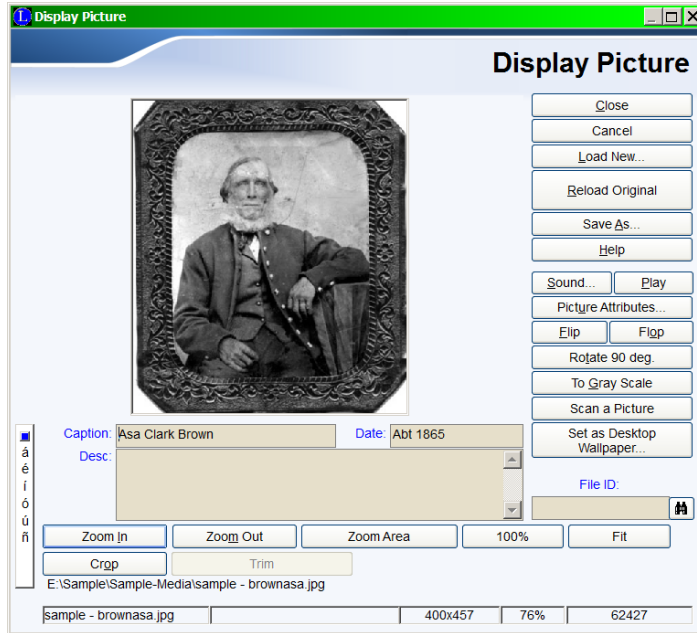 Display Picture
Display Picture
Close
Cancel
Load New...
Reload Original
Save As...
Help
Sound... Play
Picture Attributes...
Flip Flop
Rotate 90 deg.
To Gray Scale
Scan a Picture
Set as Desktop
Wallpaper...
File ID:
Caption: Asa Clark Brown Date: Abt 1865
Desc:
á
é
í
ó
ú
ñ
Zoom In Zoom Out Zoom Area 100% Fit
Crop Trim
E:\Sample\Sample-Media\sample - brownasa.jpg
sample - brownasa.jpg 400x457 76% 62427